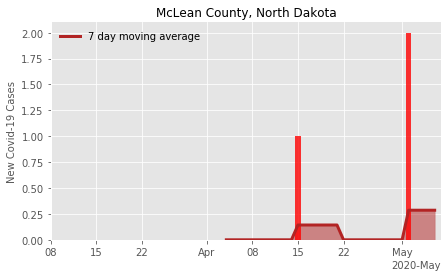 McLean County, North Dakota
7 day moving average
New Covid-19 Cases
2.00
1.75
1.50
1.25
1.00
0.75
0.50
0.25
0.00
08 15 22 Apr 08 15 22 May
2020-May